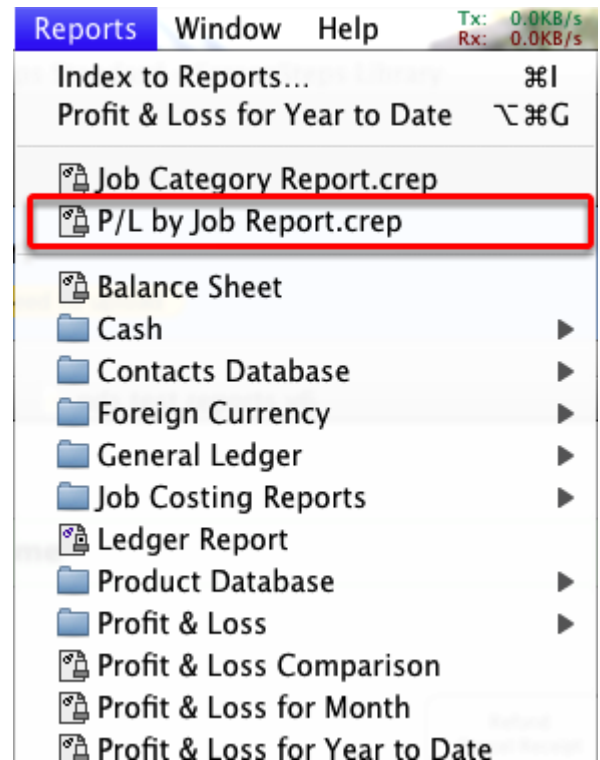 Reports Window Help Tx: 0.0KB/s
Rx: 0.0KB/s
Index to Reports... ⌘I
Profit & Loss for Year to Date ⌥⌘G
Job Category Report.crep
P/L by Job Report.crep
Balance Sheet
Cash
Contacts Database
Foreign Currency
General Ledger
Job Costing Reports
Ledger Report
Product Database
Profit & Loss
Profit & Loss Comparison
Profit & Loss for Month
Profit & Loss for Year to Date